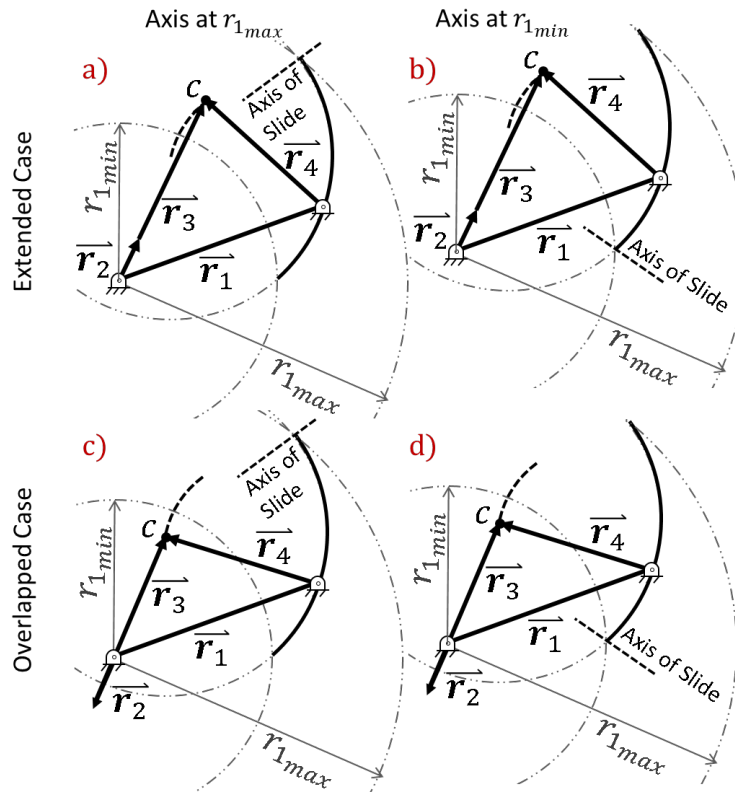 Axis at r₁ₘₐₓ
Axis at r₁ₘᵢₙ
Extended Case
Overlapped Case
a)
C
Axis of
Slide
r₁ₘᵢₙ
r₄
r₃
r₂
r₁
r₁ₘₐₓ
b)
C
r₄
r₁ₘᵢₙ
r₃
r₂
r₁
Axis of Slide
r₁ₘₐₓ
c)
Axis of
Slide
C
r₁ₘᵢₙ
r₄
r₃
r₁
r₂
r₁ₘₐₓ
d)
C
r₁ₘᵢₙ
r₄
r₃
r₁
Axis of Slide
r₂
r₁ₘₐₓ